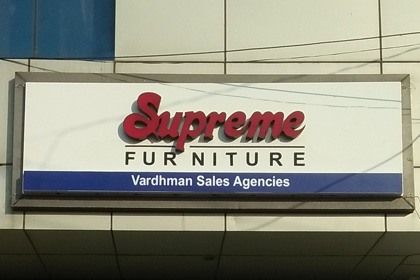 Supreme
FURNITURE
Vardhman Sales Agencies